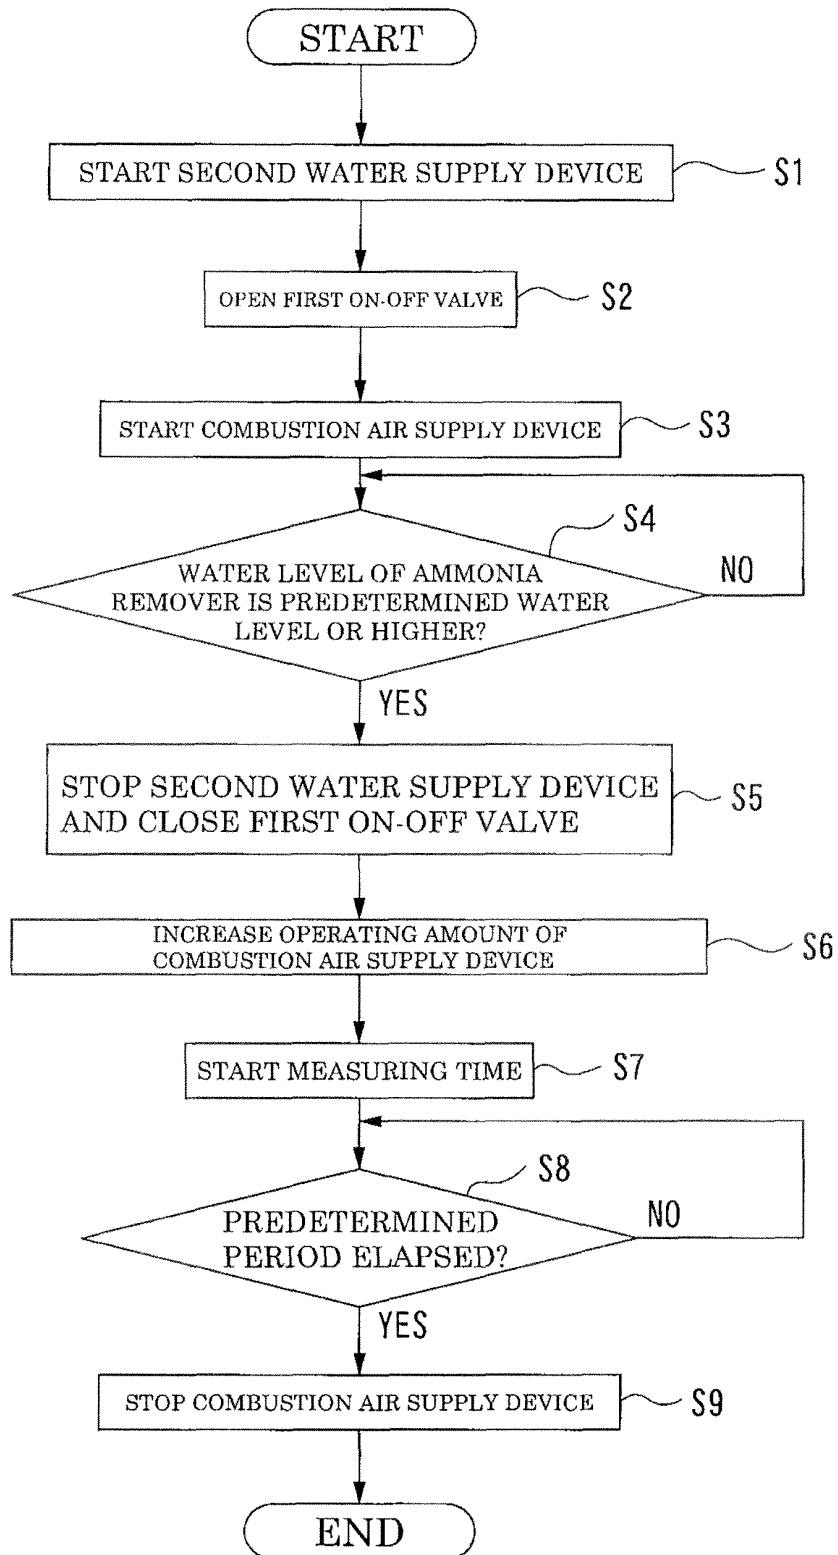 START
START SECOND WATER SUPPLY DEVICE
S1
OPEN FIRST ON-OFF VALVE
S2
START COMBUSTION AIR SUPPLY DEVICE
S3
S4
WATER LEVEL OF AMMONIA
REMOVER IS PREDETERMINED WATER
LEVEL OR HIGHER?
NO
YES
STOP SECOND WATER SUPPLY DEVICE
AND CLOSE FIRST ON-OFF VALVE
S5
INCREASE OPERATING AMOUNT OF
COMBUSTION AIR SUPPLY DEVICE
S6
START MEASURING TIME
S7
S8
PREDETERMINED
PERIOD ELAPSED?
NO
YES
STOP COMBUSTION AIR SUPPLY DEVICE
S9
END